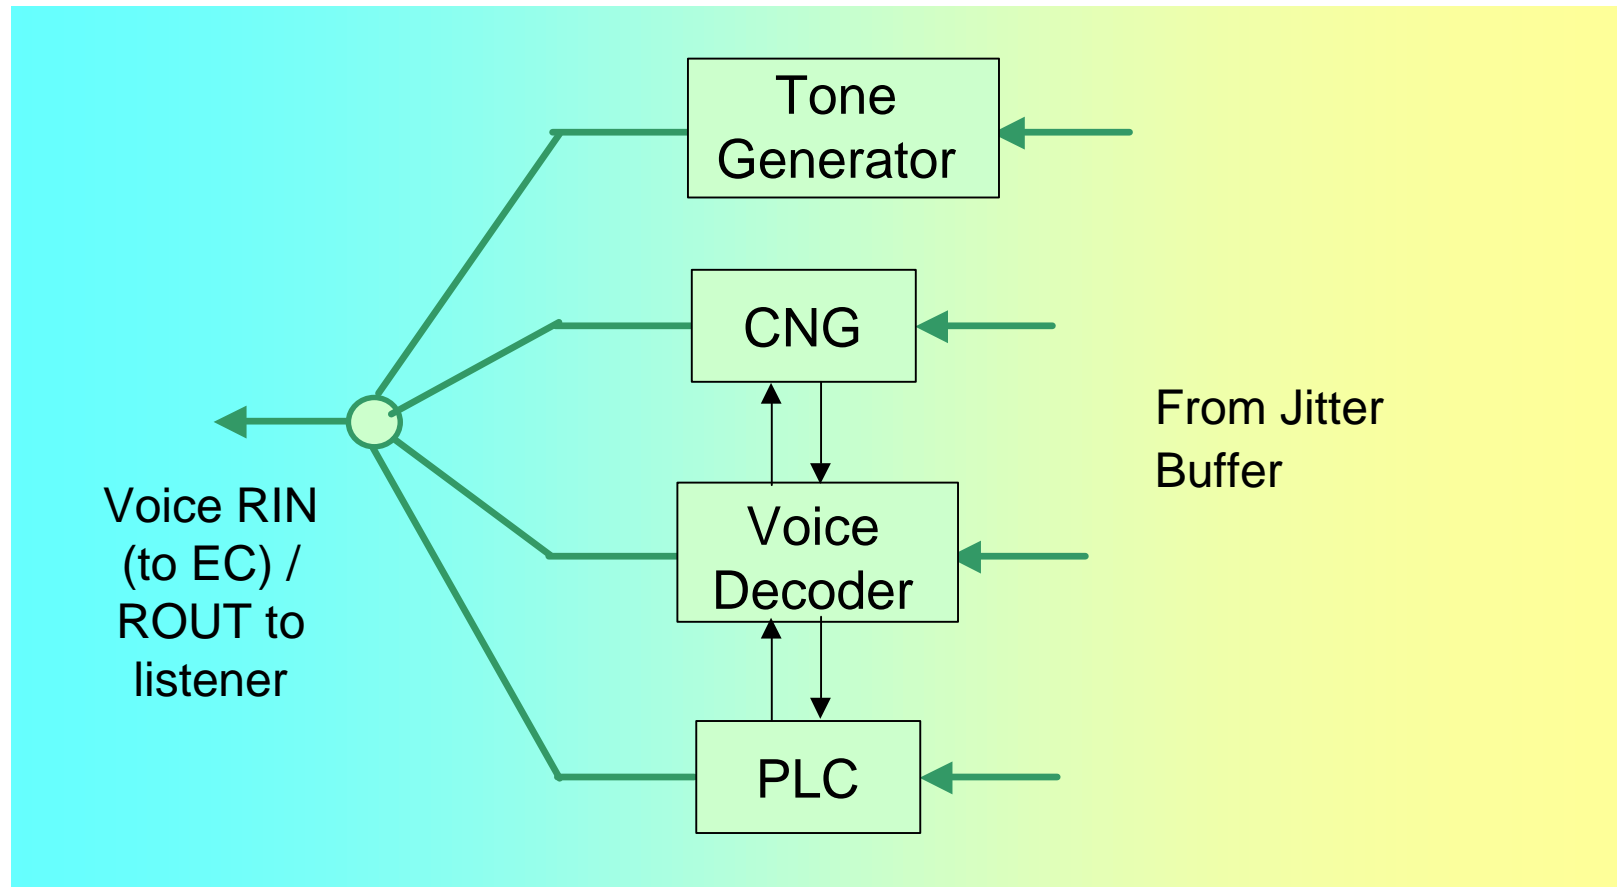 Tone
Generator
CNG
From Jitter
Buffer
Voice RIN
(to EC) /
ROUT to
listener
Voice
Decoder
PLC